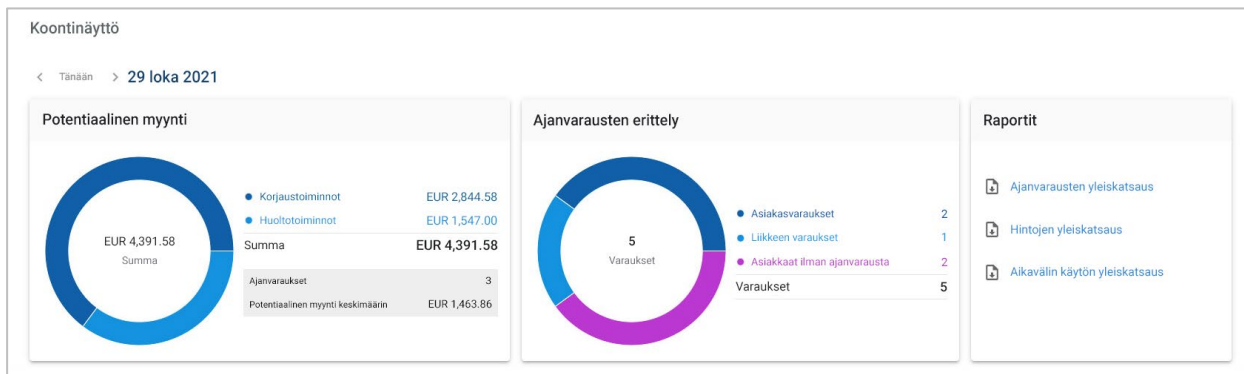 Koontinäyttö
Tänään 29 loka 2021
Potentiaalinen myynti
EUR 4,391.58
Summa
Korjaustoiminnot EUR 2,844.58
Huoltotoiminnot EUR 1,547.00
Summa EUR 4,391.58
Ajanvaraukset 3
Potentiaalinen myynti keskimäärin EUR 1,463.86
Ajanvarausten erittely
5
Varaukset
Asiakasvaraukset 2
Liikkeen varaukset 1
Asiakkaat ilman ajanvarausta 2
Varaukset 5
Raportit
Ajanvarausten yleiskatsaus
Hintojen yleiskatsaus
Aikavälin käytön yleiskatsaus